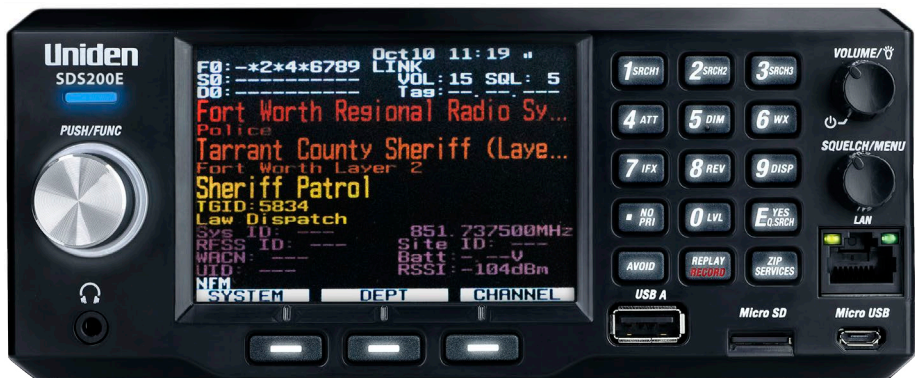 Uniden
SDS200E
PUSH/FUNC
Oct10 11:19
F0:-*2*4*6789 LINK
S0:---------- VOL:15 SQL: 5
D0:---------- Tag:--.--.---
Fort Worth Regional Radio Sy...
Police
Tarrant County Sheriff (Laye...
Fort Worth Layer 2
Sheriff Patrol
TGID:5834
Law Dispatch
Sys ID: --- 851.737500MHz
RFSS ID: --- Site ID: ---
WACN: --- Batt:-.--V
UID: --- RSSI:-104dBm
NFM
SYSTEM DEPT CHANNEL
1 SRCH1 2 SRCH2 3 SRCH3
4 ATT 5 DIM 6 WX
7 IFX 8 REV 9 DISP
. NO PRI 0 LVL E YES Q.SRCH
AVOID REPLAY RECORD ZIP SERVICES
VOLUME/
SQUELCH/MENU
LAN
USB A
Micro SD
Micro USB